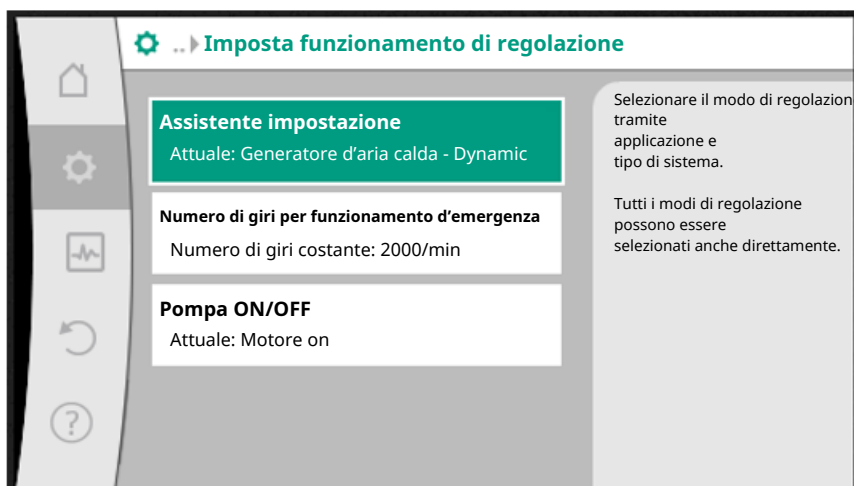 .. Imposta funzionamento di regolazione
Assistente impostazione
Attuale: Generatore d'aria calda - Dynamic
Numero di giri per funzionamento d'emergenza
Numero di giri costante: 2000/min
Pompa ON/OFF
Attuale: Motore on
Selezionare il modo di regolazion
tramite
applicazione e
tipo di sistema.
Tutti i modi di regolazione
possono essere
selezionati anche direttamente.
?